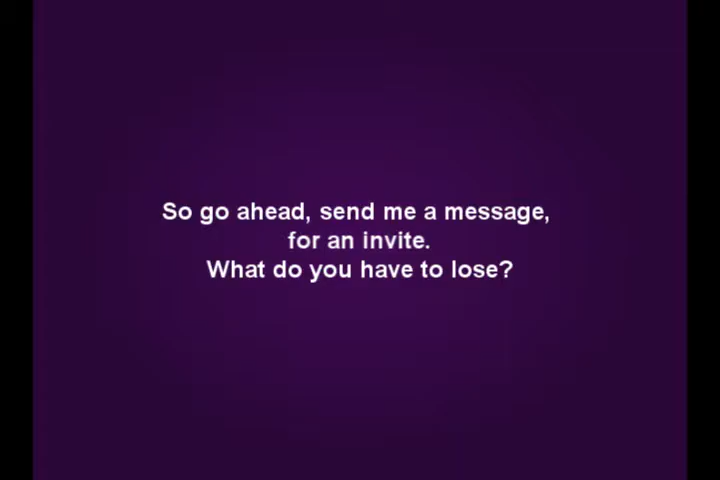 So go ahead, send me a message,
for an invite.
What do you have to lose?